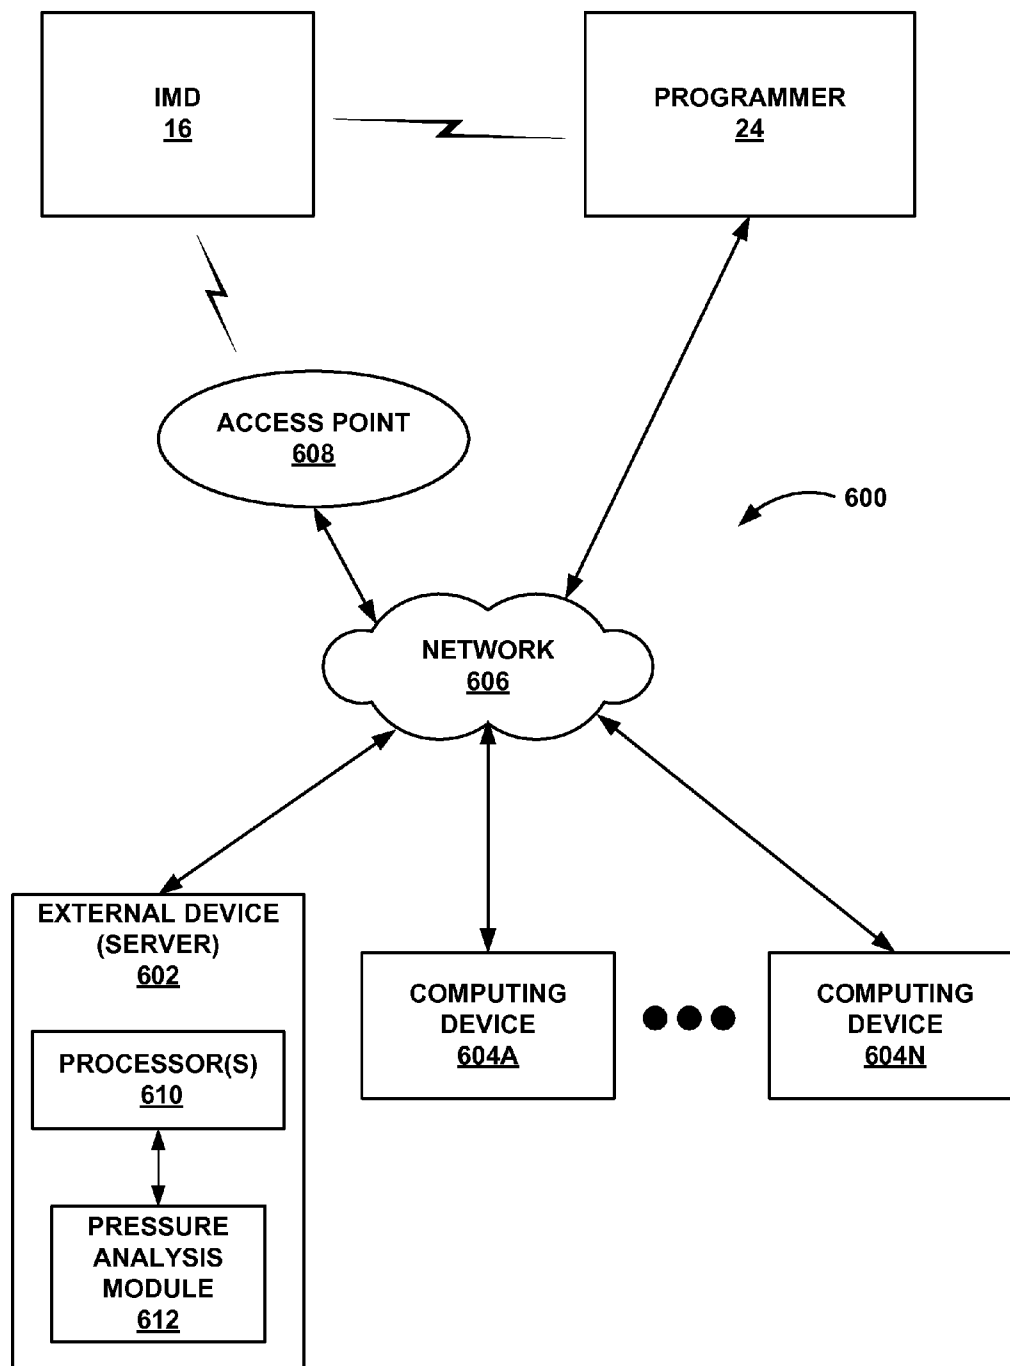 IMD
16
PROGRAMMER
24
ACCESS POINT
608
600
NETWORK
606
EXTERNAL DEVICE
(SERVER)
602
PROCESSOR(S)
610
PRESSURE
ANALYSIS
MODULE
612
COMPUTING
DEVICE
604A
COMPUTING
DEVICE
604N